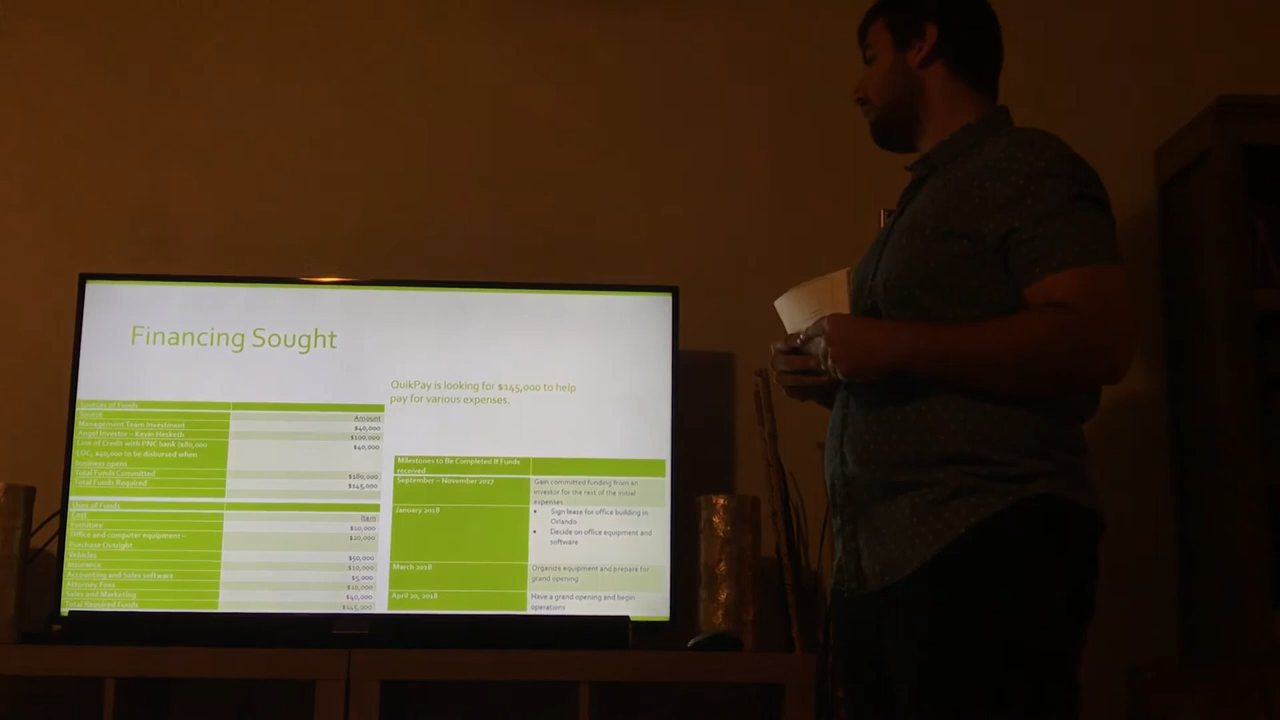 Financing Sought
QuikPay is looking for $145,000 to help
pay for various expenses.
Sources of Funds
Source Amount
Management Team Investment $40,000
Angel Investor – Kevin Hesketh $100,000
Line of Credit with PNC bank ($80,000 $40,000
LOC, $40,000 to be disbursed when
business opens
Total Funds Committed $180,000
Total Funds Required $145,000
Uses of Funds
Cost Item
Furniture $10,000
Office and computer equipment – $20,000
Purchase Outright
Vehicles $50,000
Insurance $10,000
Accounting and Sales software $5,000
Attorney Fees $10,000
Sales and Marketing $40,000
Total Required Funds $145,000
Milestones to Be Completed If Funds
received
September – November 2017 Gain committed funding from an
investor for the rest of the initial
expenses
January 2018 • Sign lease for office building in
Orlando
• Decide on office equipment and
software
March 2018 Organize equipment and prepare for
grand opening
April 20, 2018 Have a grand opening and begin
operations